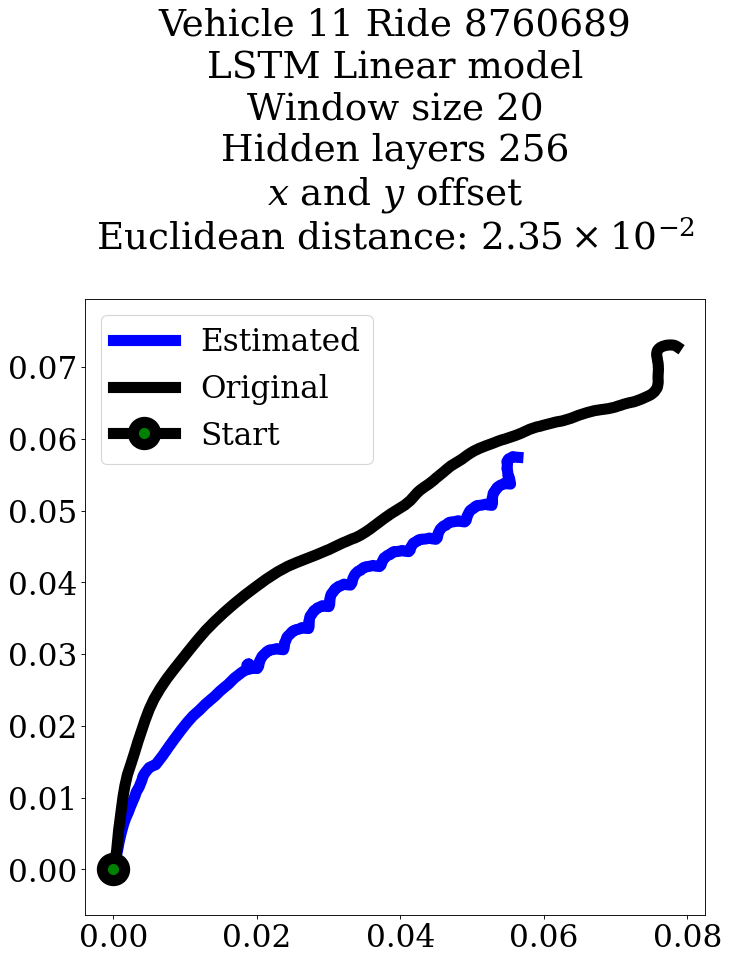 Vehicle 11 Ride 8760689
LSTM Linear model
Window size 20
Hidden layers 256
x and y offset
Euclidean distance: 2.35 × 10⁻²
Estimated
Original
Start
0.07
0.06
0.05
0.04
0.03
0.02
0.01
0.00
0.00 0.02 0.04 0.06 0.08